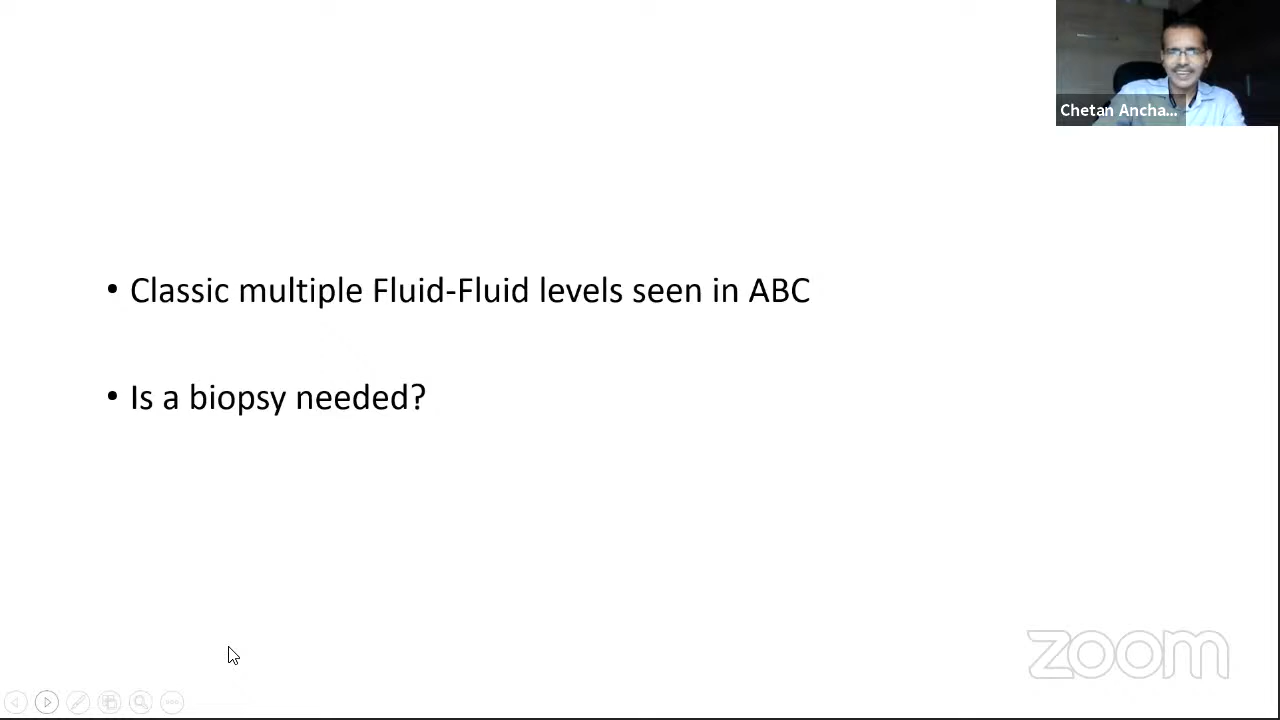 Chetan Ancha...
• Classic multiple Fluid-Fluid levels seen in ABC
• Is a biopsy needed?
zoom